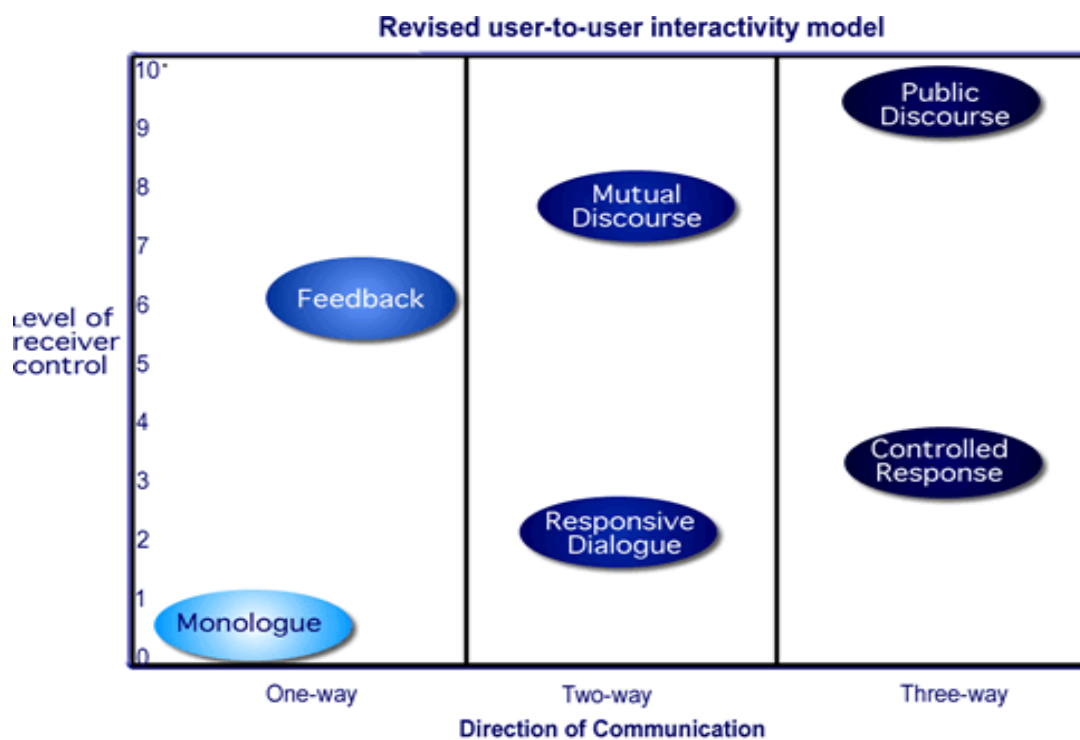 Revised user-to-user interactivity model
10
9
8
7
6
5
4
3
2
1
0
Level of
receiver
control
Public
Discourse
Mutual
Discourse
Feedback
Controlled
Response
Responsive
Dialogue
Monologue
One-way
Two-way
Three-way
Direction of Communication